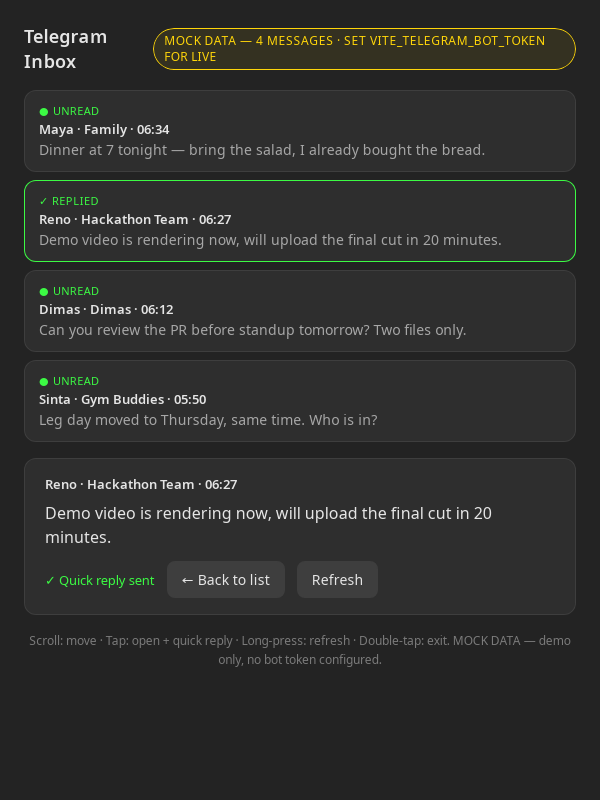 Telegram
Inbox
MOCK DATA — 4 MESSAGES · SET VITE_TELEGRAM_BOT_TOKEN
FOR LIVE
● UNREAD
Maya · Family · 06:34
Dinner at 7 tonight — bring the salad, I already bought the bread.
✓ REPLIED
Reno · Hackathon Team · 06:27
Demo video is rendering now, will upload the final cut in 20 minutes.
● UNREAD
Dimas · Dimas · 06:12
Can you review the PR before standup tomorrow? Two files only.
● UNREAD
Sinta · Gym Buddies · 05:50
Leg day moved to Thursday, same time. Who is in?
Reno · Hackathon Team · 06:27
Demo video is rendering now, will upload the final cut in 20
minutes.
✓ Quick reply sent
← Back to list
Refresh
Scroll: move · Tap: open + quick reply · Long-press: refresh · Double-tap: exit. MOCK DATA — demo
only, no bot token configured.